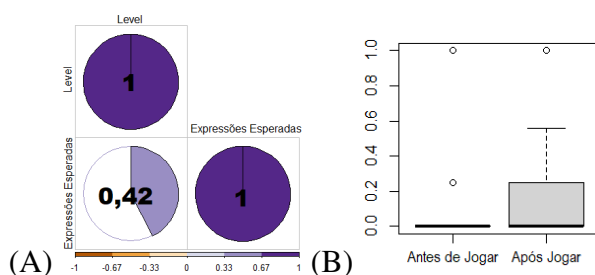 Level
Level
1
Expressões Esperadas
Expressões Esperadas
0,42
1
-1 -0.67 -0.33 0 0.33 0.67 1
(A)
1.0
0.8
0.6
0.4
0.2
0.0
Antes de Jogar Após Jogar
(B)